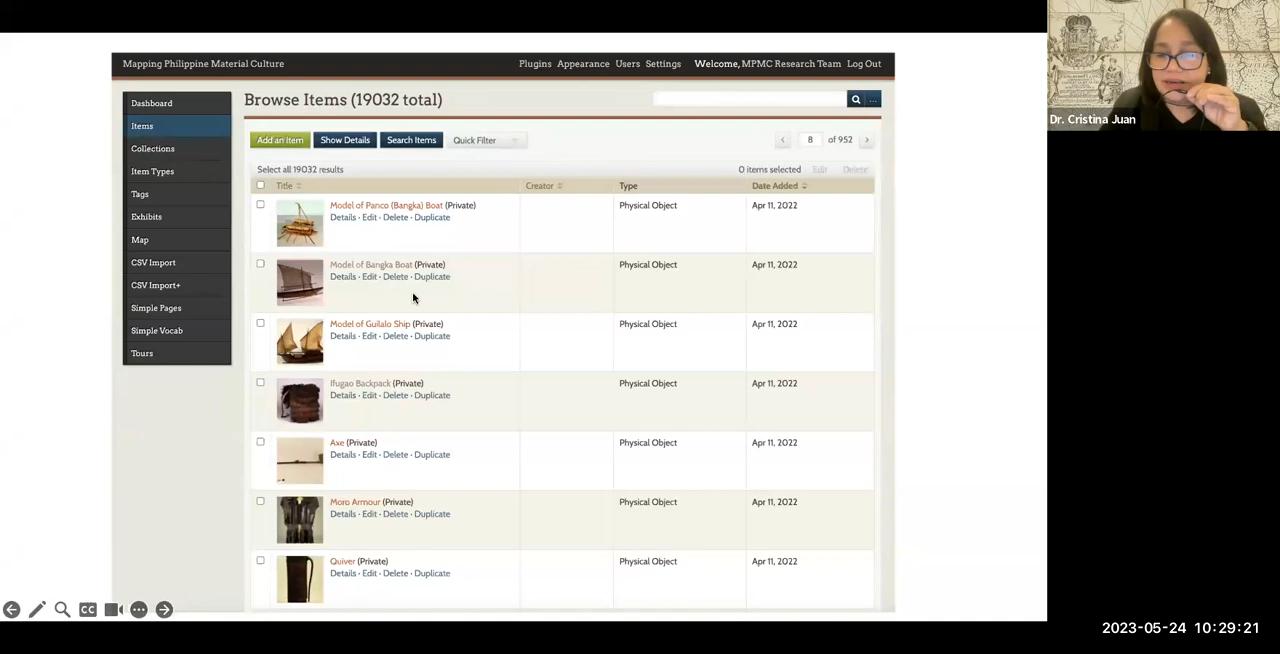 Mapping Philippine Material Culture
Plugins Appearance Users Settings Welcome, MPMC Research Team Log Out
Dashboard
Items
Collections
Item Types
Tags
Exhibits
Map
CSV Import
CSV Import+
Simple Pages
Simple Vocab
Tours
Browse Items (19032 total)
...
Add an Item Show Details Search Items Quick Filter
8 of 952
Select all 19032 results
0 items selected Edit Delete
Title Creator Type Date Added
Model of Panco (Bangka) Boat (Private) Physical Object Apr 11, 2022
Details · Edit · Delete · Duplicate
Model of Bangka Boat (Private) Physical Object Apr 11, 2022
Details · Edit · Delete · Duplicate
Model of Guilalo Ship (Private) Physical Object Apr 11, 2022
Details · Edit · Delete · Duplicate
Ifugao Backpack (Private) Physical Object Apr 11, 2022
Details · Edit · Delete · Duplicate
Axe (Private) Physical Object Apr 11, 2022
Details · Edit · Delete · Duplicate
Moro Armour (Private) Physical Object Apr 11, 2022
Details · Edit · Delete · Duplicate
Quiver (Private) Physical Object Apr 11, 2022
Details · Edit · Delete · Duplicate
CC
Dr. Cristina Juan
2023-05-24 10:29:21